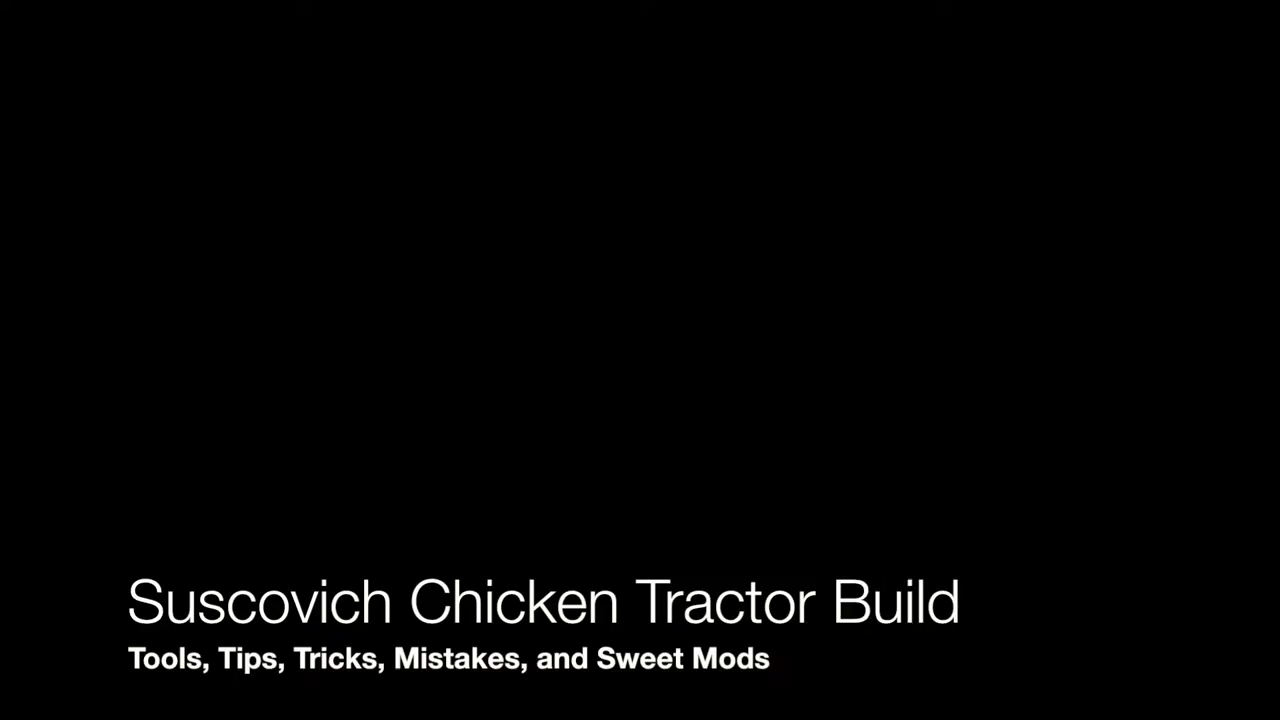 Suscovich Chicken Tractor Build
Tools, Tips, Tricks, Mistakes, and Sweet Mods